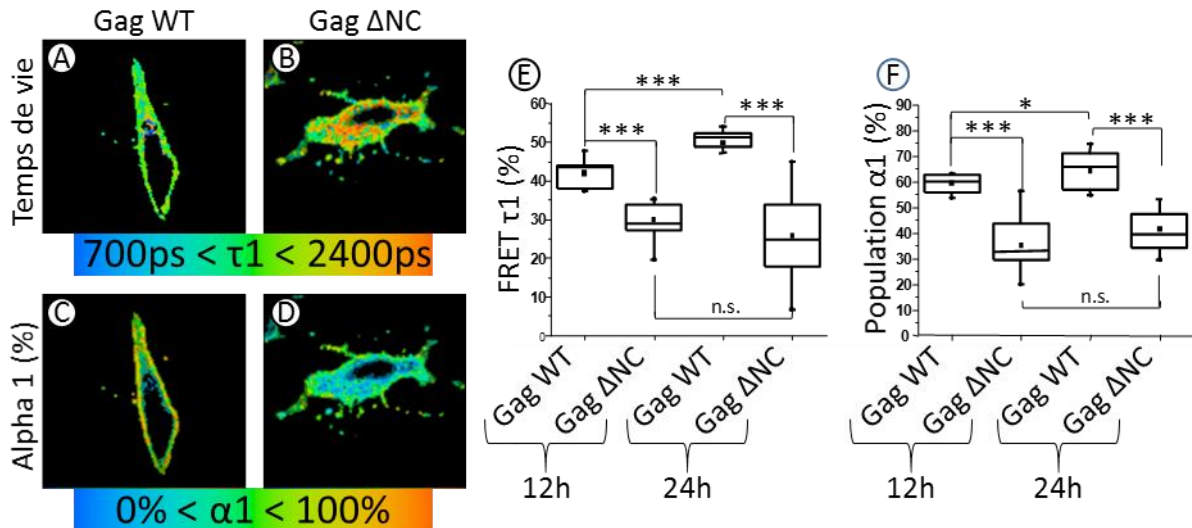 Gag WT
Gag ΔNC
Temps de vie
A
B
700ps < τ1 < 2400ps
Alpha 1 (%)
C
D
0% < α1 < 100%
E
FRET τ1 (%)
60
50
40
30
20
10
0
***
***
***
n.s.
Gag WT
Gag ΔNC
Gag WT
Gag ΔNC
12h
24h
F
Population α1 (%)
90
80
70
60
50
40
30
20
10
0
*
***
***
n.s.
Gag WT
Gag ΔNC
Gag WT
Gag ΔNC
12h
24h